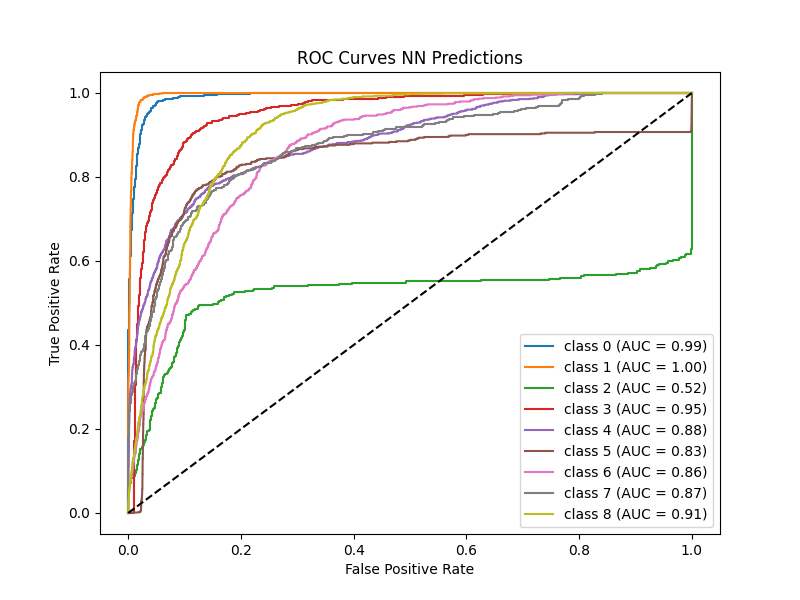 ROC Curves NN Predictions
True Positive Rate
1.0
0.8
0.6
0.4
0.2
0.0
class 0 (AUC = 0.99)
class 1 (AUC = 1.00)
class 2 (AUC = 0.52)
class 3 (AUC = 0.95)
class 4 (AUC = 0.88)
class 5 (AUC = 0.83)
class 6 (AUC = 0.86)
class 7 (AUC = 0.87)
class 8 (AUC = 0.91)
0.0 0.2 0.4 0.6 0.8 1.0
False Positive Rate